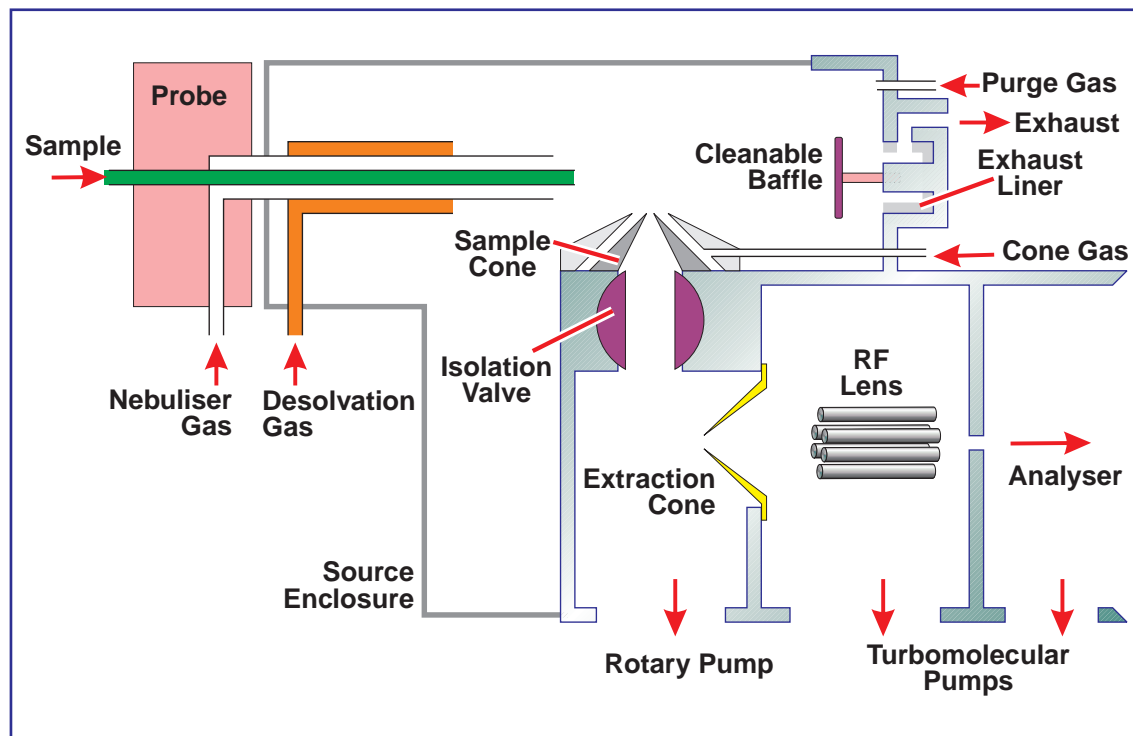 Probe
Purge Gas
Exhaust
Sample
Cleanable
Baffle
Exhaust
Liner
Sample
Cone
Cone Gas
Isolation
Valve
RF
Lens
Nebuliser
Gas
Desolvation
Gas
Extraction
Cone
Analyser
Source
Enclosure
Rotary Pump
Turbomolecular
Pumps